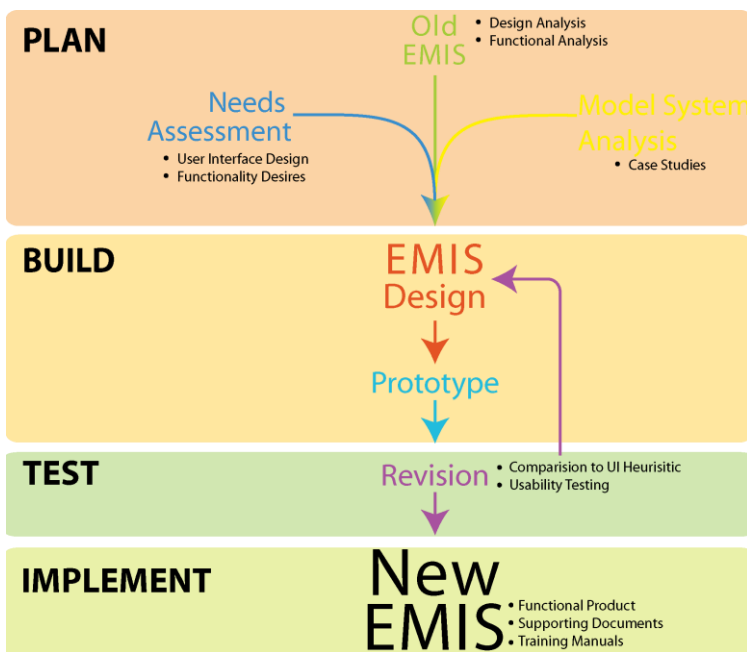 PLAN
Old
EMIS
• Design Analysis
• Functional Analysis
Needs
Assessment
• User Interface Design
• Functionality Desires
Model System
Analysis
• Case Studies
BUILD
EMIS
Design
Prototype
TEST
Revision
• Comparision to UI Heurisitic
• Usability Testing
IMPLEMENT
New
EMIS
• Functional Product
• Supporting Documents
• Training Manuals